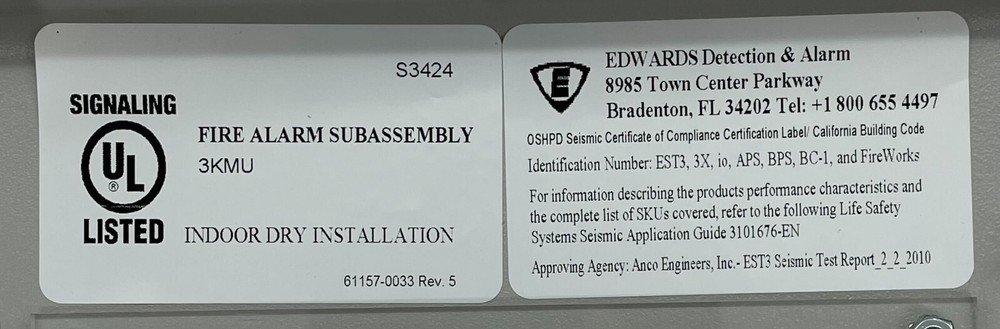 S3424
SIGNALING
UL
®
LISTED
FIRE ALARM SUBASSEMBLY
3KMU
INDOOR DRY INSTALLATION
61157-0033 Rev. 5
E
EDWARDS Detection & Alarm
8985 Town Center Parkway
Bradenton, FL 34202 Tel: +1 800 655 4497
OSHPD Seismic Certificate of Compliance Certification Label/ California Building Code
Identification Number: EST3, 3X, io, APS, BPS, BC-1, and FireWorks
For information describing the products performance characteristics and
the complete list of SKUs covered, refer to the following Life Safety
Systems Seismic Application Guide 3101676-EN
Approving Agency: Anco Engineers, Inc.- EST3 Seismic Test Report_2_2_2010